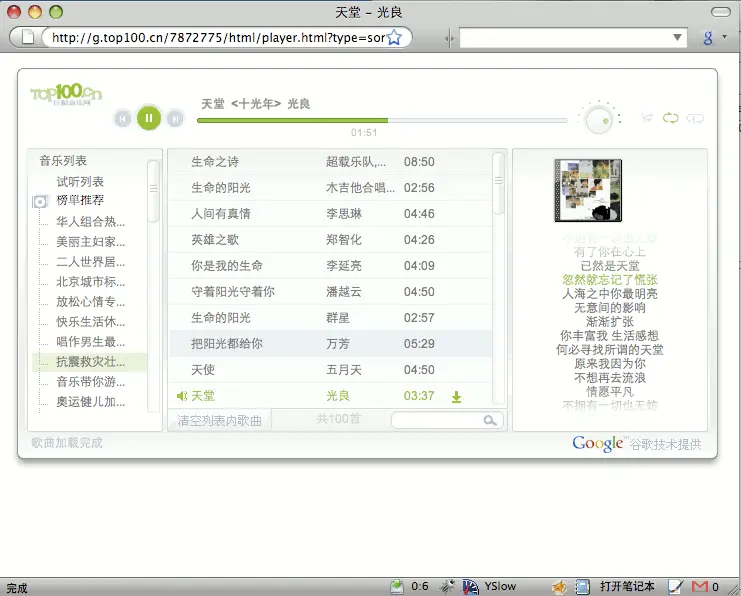 天堂 - 光良
http://g.top100.cn/7872775/html/player.html?type=sor
g
TOP100.cn
巨鲸音乐网
天堂 <十光年> 光良
01:51
音乐列表
试听列表
榜单推荐
华人组合热...
美丽主妇家...
二人世界居...
北京城市标...
放松心情专...
快乐生活休...
唱作男生最...
抗震救灾壮...
音乐带你游...
奥运健儿加...
生命之诗 超载乐队,... 08:50
生命的阳光 木吉他合唱... 02:56
人间有真情 李思琳 04:46
英雄之歌 郑智化 04:26
你是我的生命 李延亮 04:09
守着阳光守着你 潘越云 04:50
生命的阳光 群星 02:57
把阳光都给你 万芳 05:29
天使 五月天 04:50
天堂 光良 03:37
清空列表内歌曲 共100首
有了你在心上
已然是天堂
忽然就忘记了慌张
人海之中你最明亮
无意间的影响
渐渐扩张
你丰富我 生活感想
何必寻找所谓的天堂
原来我因为你
不想再去流浪
情愿平凡
不拥有一切也无妨
歌曲加载完成
Google 谷歌技术提供
完成 0:6 YSlow 打开笔记本 0